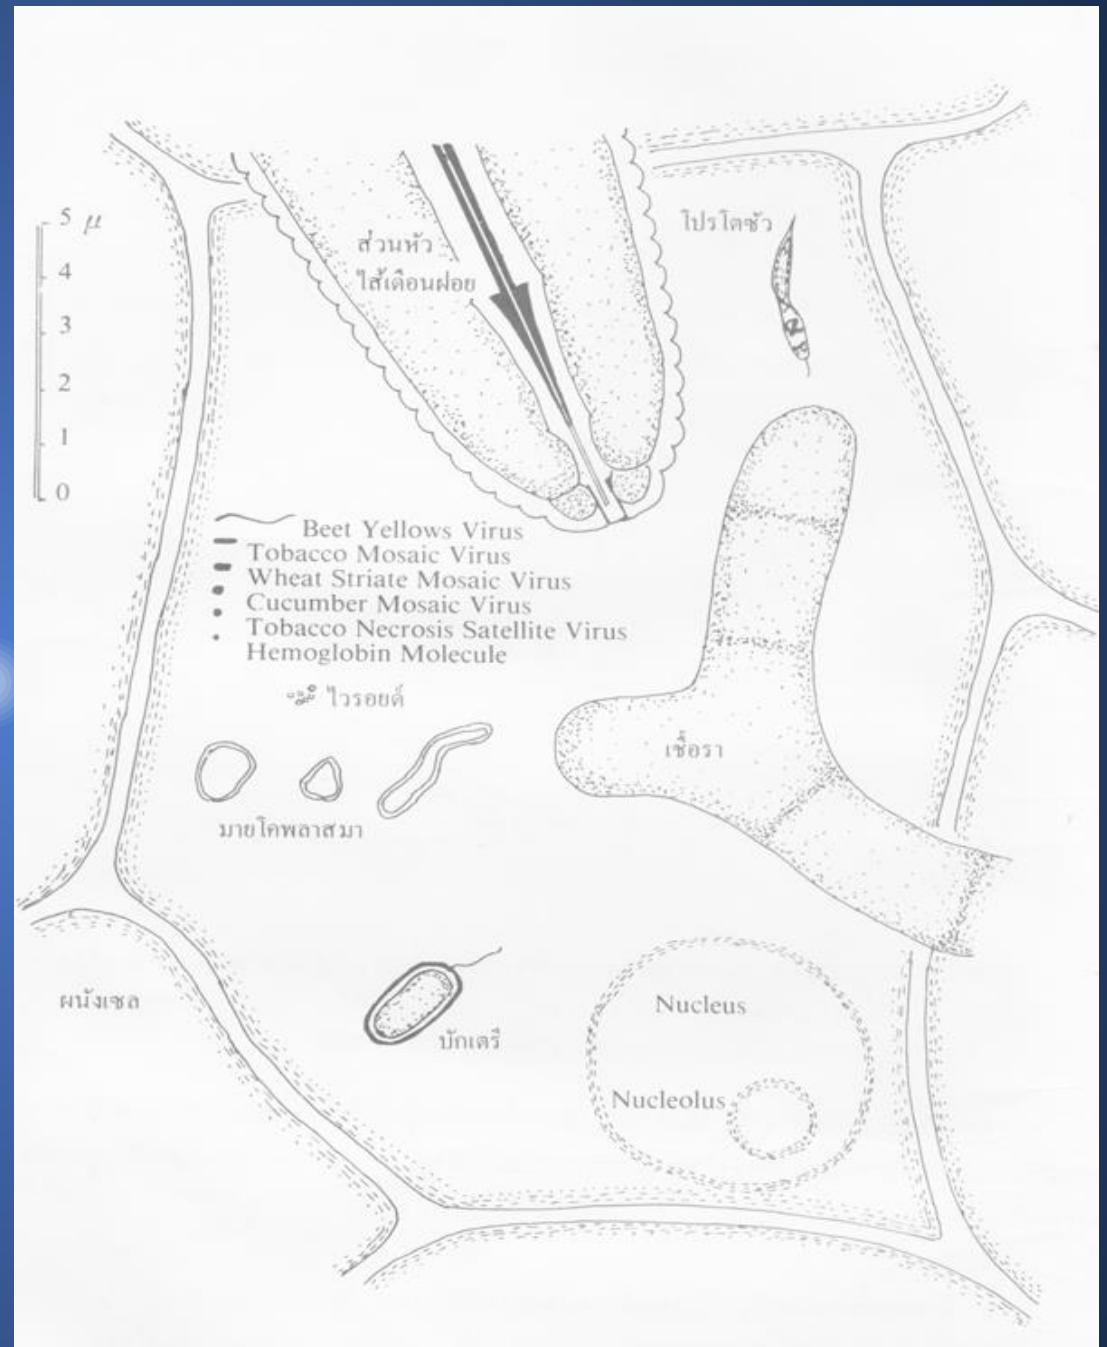 โปรโตซัว
5 μ
4
3
2
1
0
ส่วนหัว
ไส้เดือนฝอย
Beet Yellows Virus
Tobacco Mosaic Virus
Wheat Striate Mosaic Virus
Cucumber Mosaic Virus
Tobacco Necrosis Satellite Virus
Hemoglobin Molecule
ไวรอยด์
เชื้อรา
มายโคพลาสมา
ผนังเซล
Nucleus
บักเตรี
Nucleolus